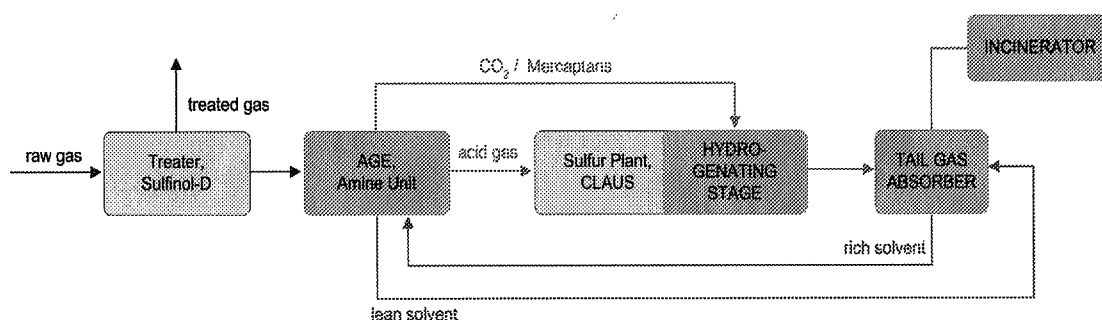 INCINERATOR
CO₂ / Mercaptans
treated gas
raw gas
Treater,
Sulfinol-D
AGE,
Amine Unit
acid gas
Sulfur Plant,
CLAUS
HYDRO-
GENATING
STAGE
TAIL GAS
ABSORBER
rich solvent
lean solvent